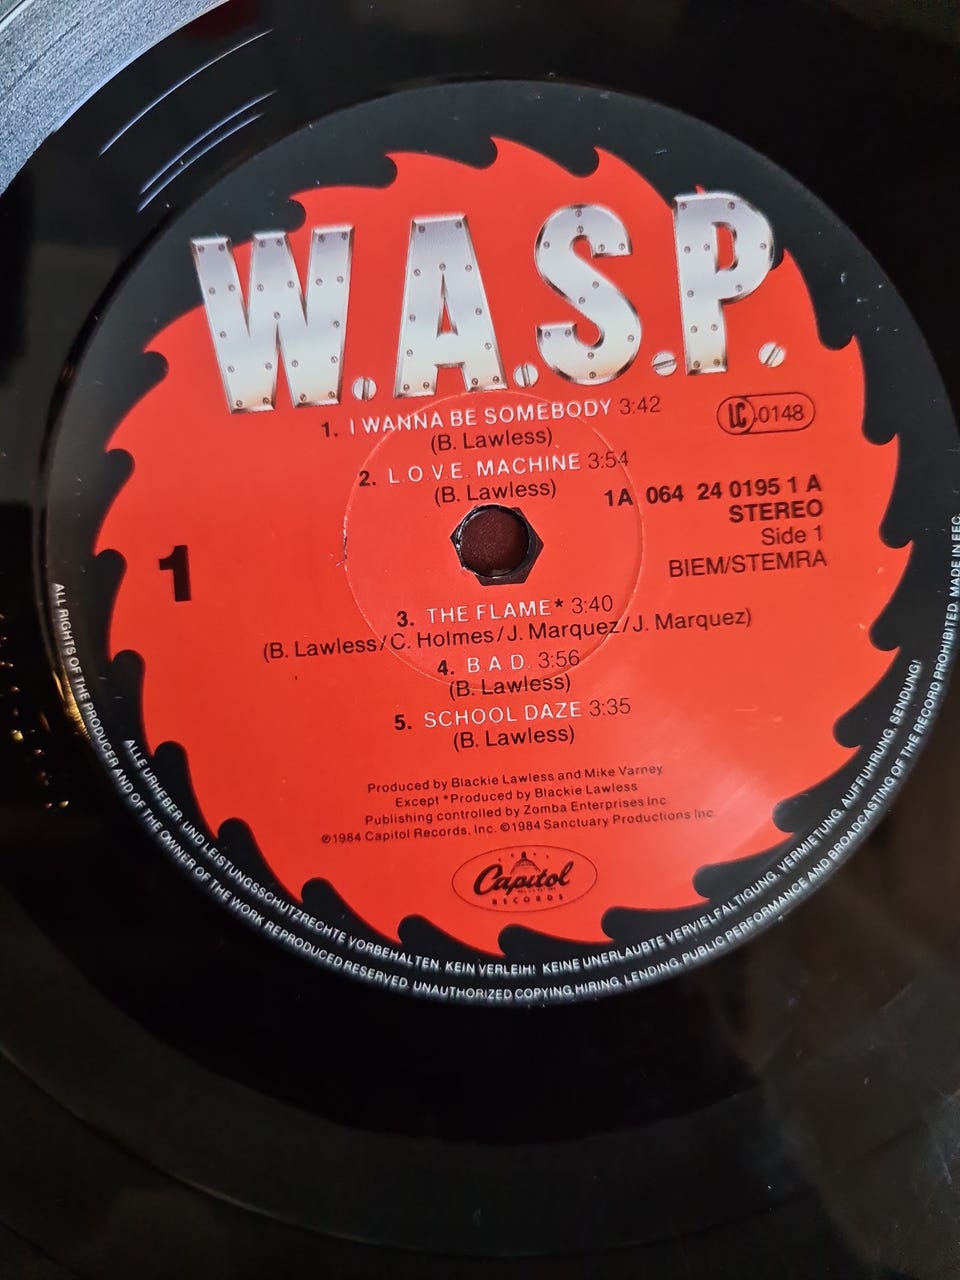 W.A.S.P.
1. I WANNA BE SOMEBODY 3:42
(B. Lawless)
LC 0148
2. L.O.V.E. MACHINE 3:54
(B. Lawless)
1A 064 24 0195 1 A
STEREO
Side 1
BIEM/STEMRA
1
3. THE FLAME* 3:40
(B. Lawless/C. Holmes/J. Marquez/J. Marquez)
4. B.A.D. 3:56
(B. Lawless)
5. SCHOOL DAZE 3:35
(B. Lawless)
Produced by Blackie Lawless and Mike Varney
Except *Produced by Blackie Lawless
Publishing controlled by Zomba Enterprises Inc.
℗1984 Capitol Records, Inc. ©1984 Sanctuary Productions Inc.
Capitol
RECORDS
ALLE URHEBER- UND LEISTUNGSSCHUTZRECHTE VORBEHALTEN. KEIN VERLEIH! KEINE UNERLAUBTE VERVIELFÄLTIGUNG, VERMIETUNG, AUFFÜHRUNG, SENDUNG!
ALL RIGHTS OF THE PRODUCER AND OF THE OWNER OF THE WORK REPRODUCED RESERVED. UNAUTHORIZED COPYING, HIRING, LENDING, PUBLIC PERFORMANCE AND BROADCASTING OF THE RECORD PROHIBITED. MADE IN EEC.